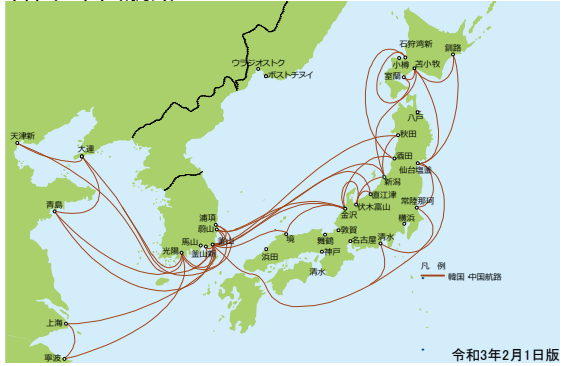 ウラジオストク
ボストチヌイ
石狩湾新
釧路
小樽
苫小牧
室蘭
八戸
天津新
大連
秋田
酒田
仙台塩釜
新潟
青島
直江津
常陸那珂
伏木富山
金沢
浦項
蔚山
横浜
敦賀
馬山
釜山
境
舞鶴
名古屋
清水
光陽
釜山新
浜田
神戸
清水
凡 例
韓国 中国航路
上海
寧波
令和3年2月1日版